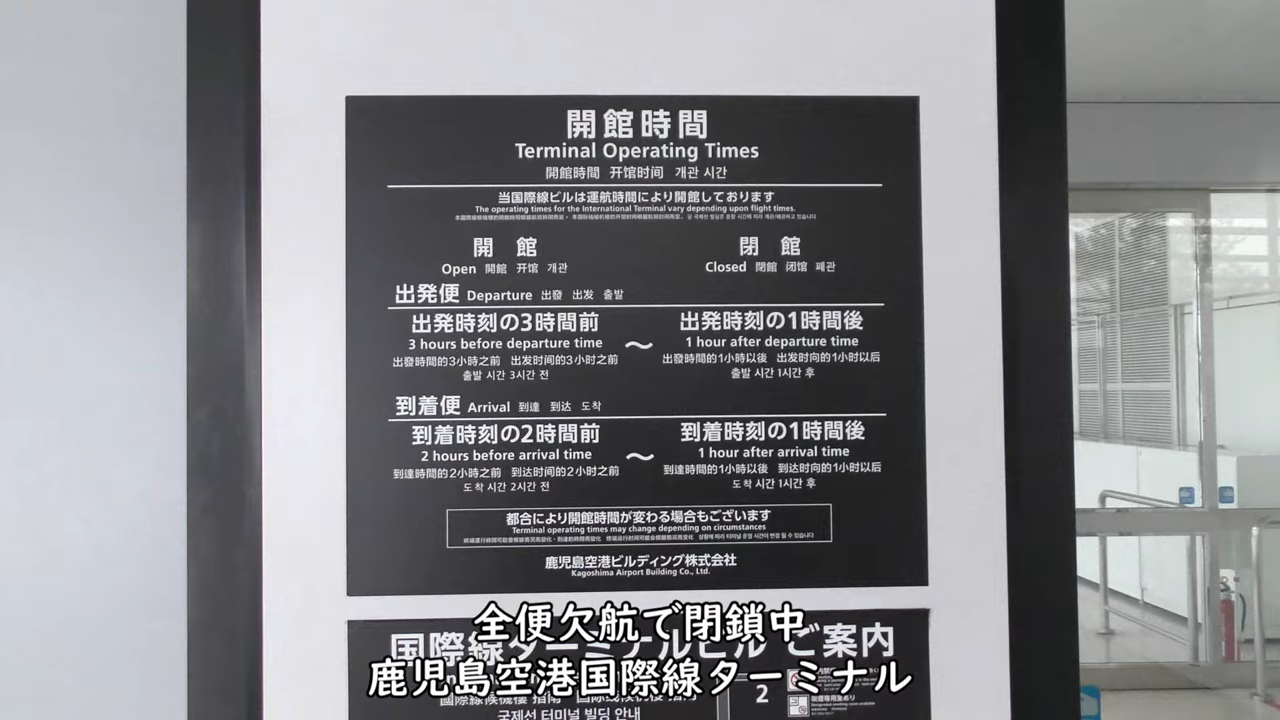 開館時間
Terminal Operating Times
開館時間 开馆时间 개관 시간
当国際線ビルは運航時間により開館しております
The operating times for the International Terminal vary depending upon flight times.
開 館
Open 開館 开馆 개관
閉 館
Closed 閉館 闭馆 폐관
出発便 Departure 出發 出发 출발
出発時刻の3時間前
3 hours before departure time
出發時間的3小時之前 出发时间的3小时之前
출발 시간 3시간 전
～
出発時刻の1時間後
1 hour after departure time
出發時間的1小時以後 出发时向的1小时以后
출발 시간 1시간 후
到着便 Arrival 到達 到达 도착
到着時刻の2時間前
2 hours before arrival time
到達時間的2小時之前 到达时间的2小时之前
도착 시간 2시간 전
～
到着時刻の1時間後
1 hour after arrival time
到達時間的1小時以後 到达时向的1小时以后
도착 시간 1시간 후
都合により開館時間が変わる場合もございます
Terminal operating times may change depending on circumstances
鹿児島空港ビルディング株式会社
Kagoshima Airport Building Co., Ltd.
国際線ターミナルビル ご案内
全便欠航で閉鎖中
鹿児島空港国際線ターミナル
국제선 터미널 빌딩 안내
2